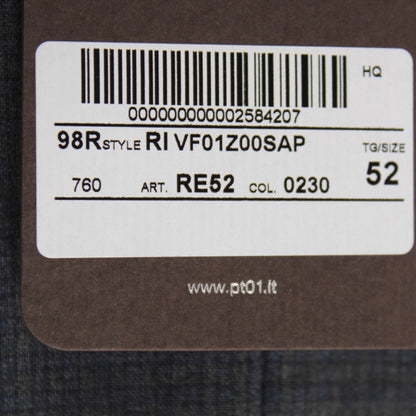 HQ
000000000002584207
98R STYLE RI VF01Z00SAP
TG/SIZE
52
760 ART. RE52 COL. 0230
www.pt01.it